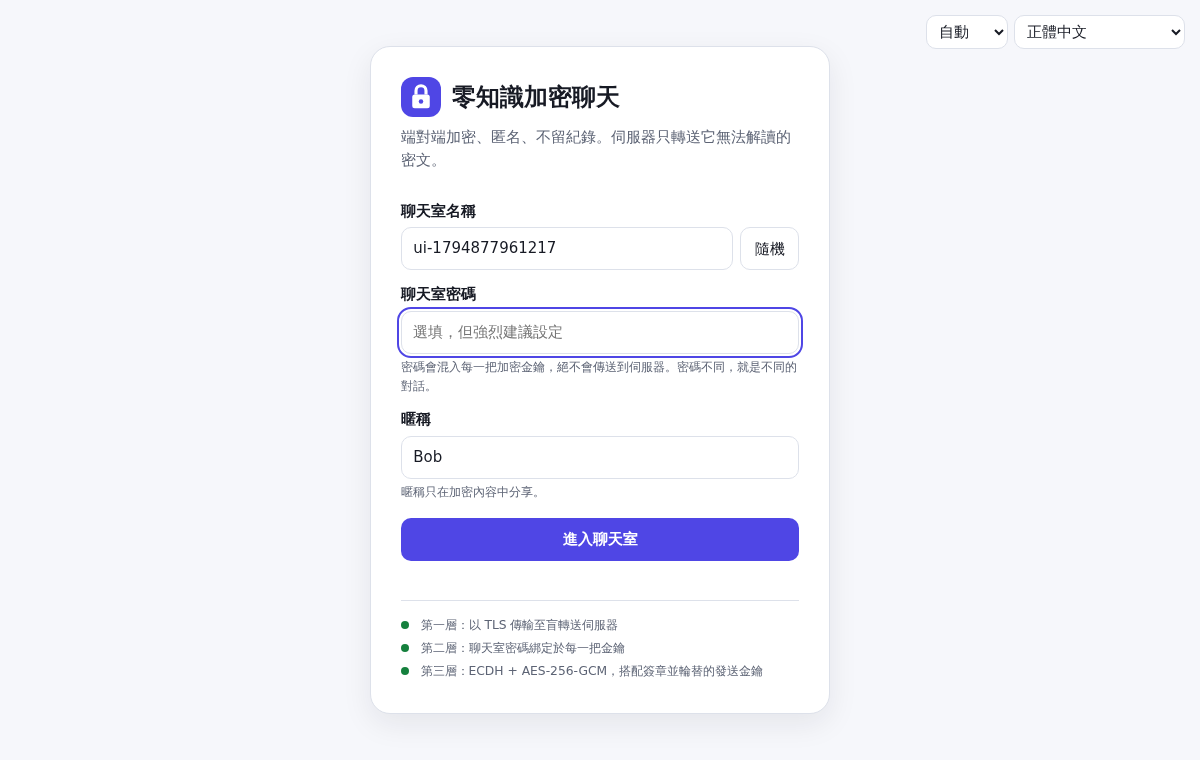 自動
正體中文
零知識加密聊天
端對端加密、匿名、不留紀錄。伺服器只轉送它無法解讀的
密文。
聊天室名稱
ui-1794877961217
隨機
聊天室密碼
選填，但強烈建議設定
密碼會混入每一把加密金鑰，絕不會傳送到伺服器。密碼不同，就是不同的
對話。
暱稱
Bob
暱稱只在加密內容中分享。
進入聊天室
第一層：以 TLS 傳輸至盲轉送伺服器
第二層：聊天室密碼綁定於每一把金鑰
第三層：ECDH + AES-256-GCM，搭配簽章並輪替的發送金鑰